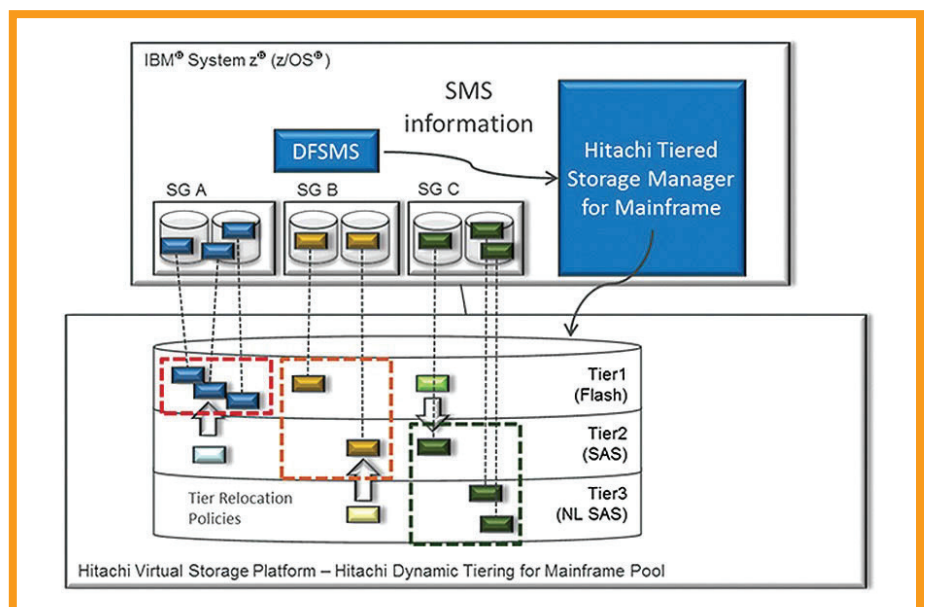 IBM® System z® (z/OS®)
SMS
information
DFSMS
Hitachi Tiered
Storage Manager
for Mainframe
SG A
SG B
SG C
Tier1
(Flash)
Tier2
(SAS)
Tier Relocation
Policies
Tier3
(NL SAS)
Hitachi Virtual Storage Platform – Hitachi Dynamic Tiering for Mainframe Pool